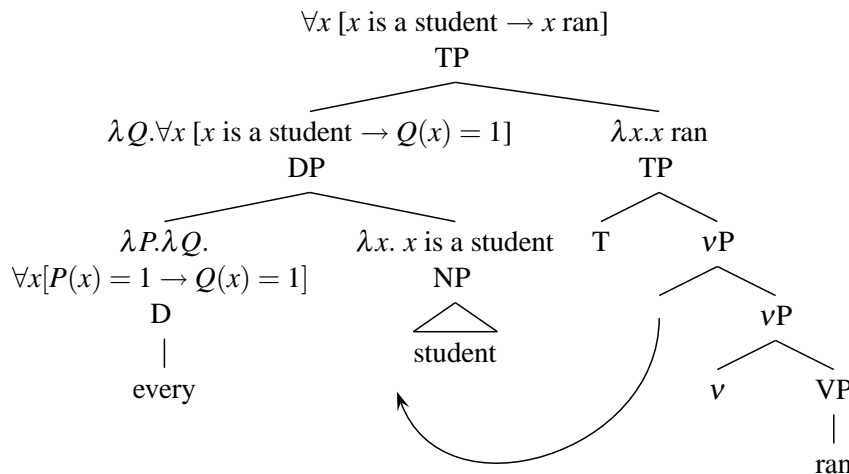 ∀x [x is a student → x ran]
TP
λQ.∀x [x is a student → Q(x) = 1] λx.x ran
DP TP
λP.λQ. λx. x is a student T vP
∀x[P(x) = 1 → Q(x) = 1] NP
D vP
student
every v VP
ran